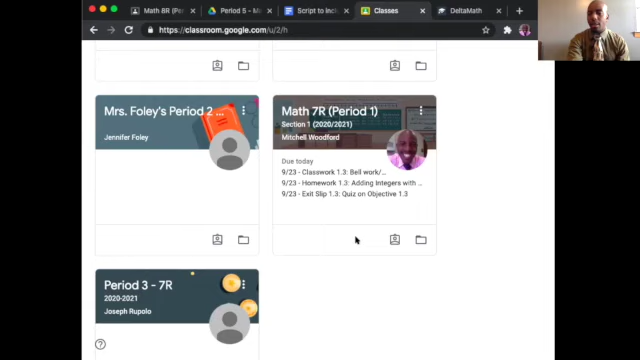 Math 8R (Per
Period 5 - Ma
Script to Inclu
Classes
DeltaMath
https://classroom.google.com/u/2/h
Mrs. Foley's Period 2 ...
Jennifer Foley
Math 7R (Period 1)
Section 1 (2020/2021)
Mitchell Woodford
Due today
9/23 - Classwork 1.3: Bell work/...
9/23 - Homework 1.3: Adding Integers with ...
9/23 - Exit Slip 1.3: Quiz on Objective 1.3
Period 3 - 7R
2020-2021
Joseph Rupolo